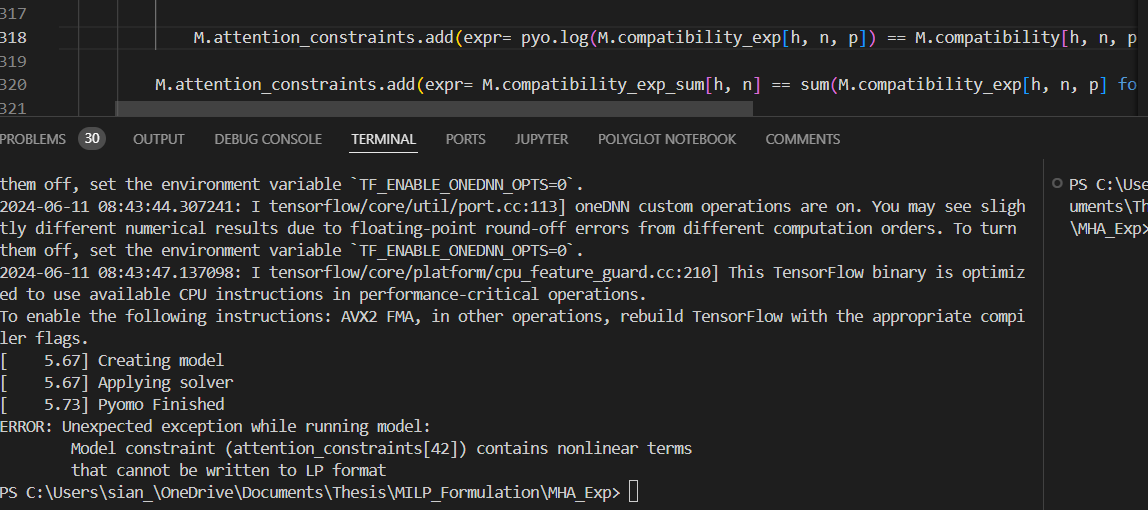 317
318 M.attention_constraints.add(expr= pyo.log(M.compatibility_exp[h, n, p]) == M.compatibility[h, n, p
319
320 M.attention_constraints.add(expr= M.compatibility_exp_sum[h, n] == sum(M.compatibility_exp[h, n, p] fo
321
PROBLEMS 30 OUTPUT DEBUG CONSOLE TERMINAL PORTS JUPYTER POLYGLOT NOTEBOOK COMMENTS
them off, set the environment variable `TF_ENABLE_ONEDNN_OPTS=0`.
2024-06-11 08:43:44.307241: I tensorflow/core/util/port.cc:113] oneDNN custom operations are on. You may see sligh
tly different numerical results due to floating-point round-off errors from different computation orders. To turn
them off, set the environment variable `TF_ENABLE_ONEDNN_OPTS=0`.
2024-06-11 08:43:47.137098: I tensorflow/core/platform/cpu_feature_guard.cc:210] This TensorFlow binary is optimiz
ed to use available CPU instructions in performance-critical operations.
To enable the following instructions: AVX2 FMA, in other operations, rebuild TensorFlow with the appropriate compi
ler flags.
[    5.67] Creating model
[    5.67] Applying solver
[    5.73] Pyomo Finished
ERROR: Unexpected exception while running model:
Model constraint (attention_constraints[42]) contains nonlinear terms
that cannot be written to LP format
PS C:\Users\sian_\OneDrive\Documents\Thesis\MILP_Formulation\MHA_Exp>
PS C:\Use
uments\Th
\MHA_Exp>